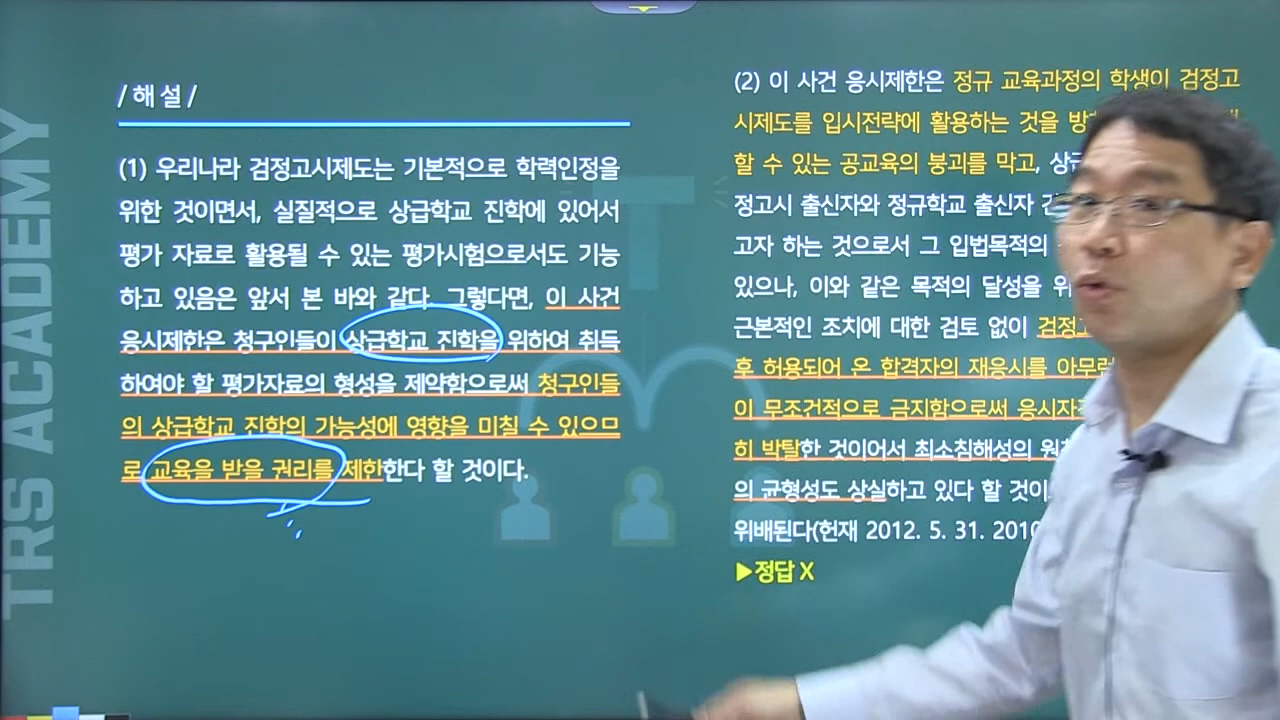 TRS ACADEMY
/ 해 설 /
(1) 우리나라 검정고시제도는 기본적으로 학력인정을
위한 것이면서, 실질적으로 상급학교 진학에 있어서
평가 자료로 활용될 수 있는 평가시험으로서도 기능
하고 있음은 앞서 본 바와 같다. 그렇다면, 이 사건
응시제한은 청구인들이 상급학교 진학을 위하여 취득
하여야 할 평가자료의 형성을 제약함으로써 청구인들
의 상급학교 진학의 가능성에 영향을 미칠 수 있으므
로 교육을 받을 권리를 제한한다 할 것이다.
(2) 이 사건 응시제한은 정규 교육과정의 학생이 검정고
시제도를 입시전략에 활용하는 것을
할 수 있는 공교육의 붕괴를 막고,
정고시 출신자와 정규학교 출신자
고자 하는 것으로서 그 입법목적의
있으나, 이와 같은 목적의 달성을
근본적인 조치에 대한 검토 없이
후 허용되어 온 합격자의 재응시를
이 무조건적으로 금지함으로써
히 박탈한 것이어서 최소침해성의
의 균형성도 상실하고 있다 할
위배된다(헌재 2012. 5. 31.
▶정답 X